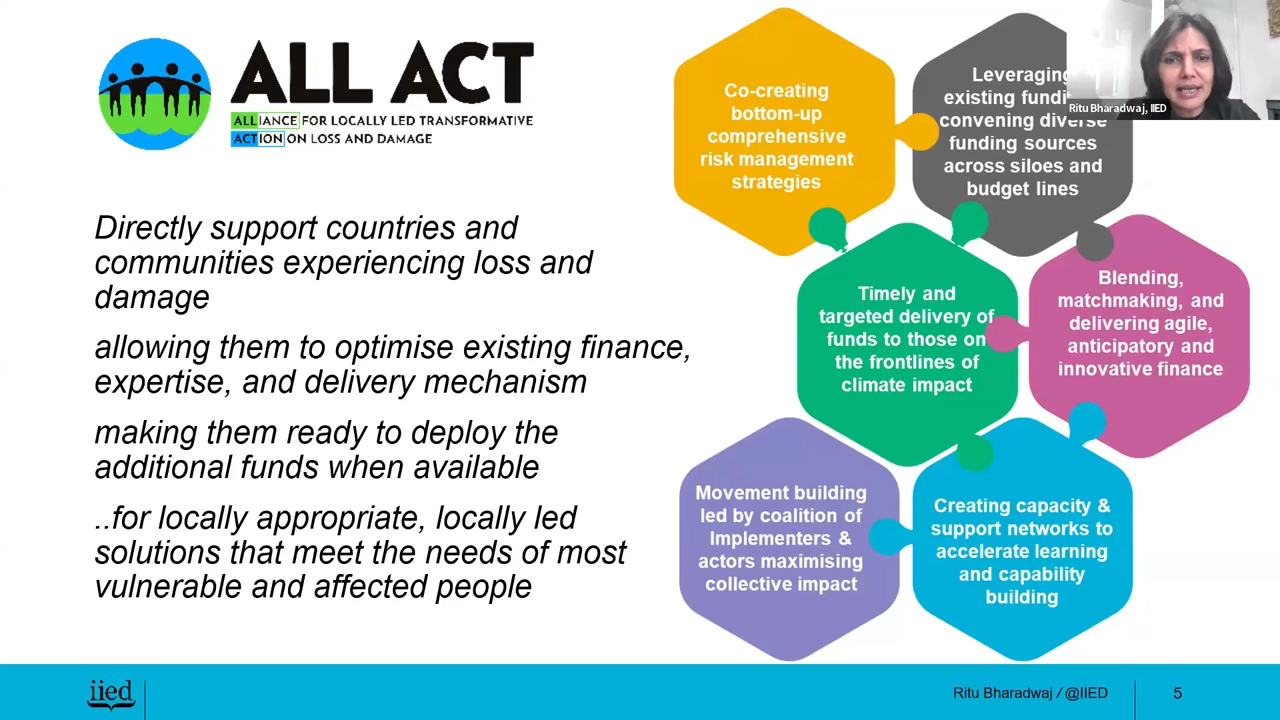 ALL ACT
ALLIANCE FOR LOCALLY LED TRANSFORMATIVE
ACTION ON LOSS AND DAMAGE
Directly support countries and
communities experiencing loss and
damage
allowing them to optimise existing finance,
expertise, and delivery mechanism
making them ready to deploy the
additional funds when available
..for locally appropriate, locally led
solutions that meet the needs of most
vulnerable and affected people
Co-creating
bottom-up
comprehensive
risk management
strategies
Leveraging
existing
convening diverse
funding sources
across siloes and
budget lines
Ritu Bharadwaj, IIED
Timely and
targeted delivery of
funds to those on
the frontlines of
climate impact
Blending,
matchmaking, and
delivering agile,
anticipatory and
innovative finance
Movement building
led by coalition of
Implementers &
actors maximising
collective impact
Creating capacity &
support networks to
accelerate learning
and capability
building
iied
Ritu Bharadwaj / @IIED
5